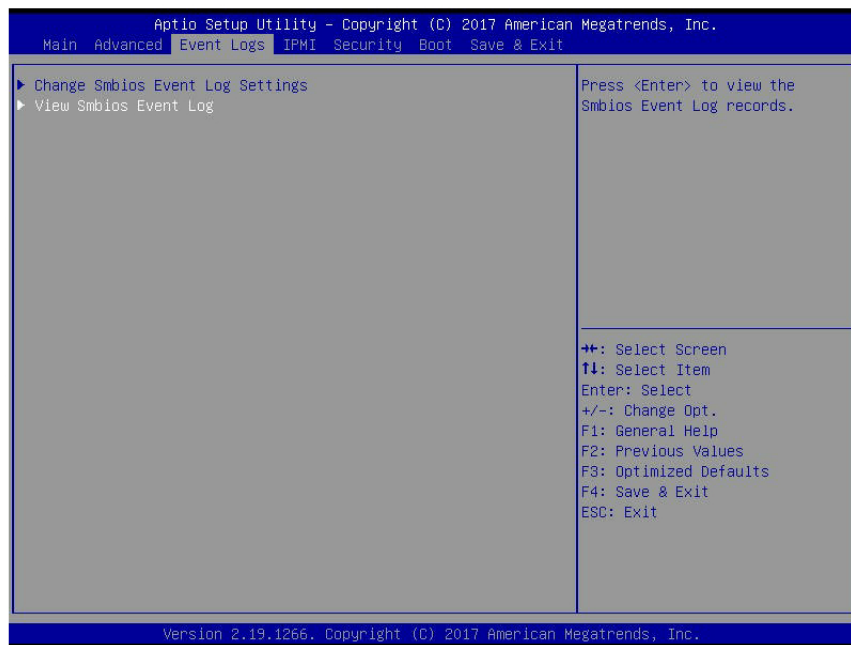 Aptio Setup Utility – Copyright (C) 2017 American Megatrends, Inc.
Main Advanced Event Logs IPMI Security Boot Save & Exit
▶ Change Smbios Event Log Settings
▶ View Smbios Event Log
Press <Enter> to view the
Smbios Event Log records.
→←: Select Screen
↑↓: Select Item
Enter: Select
+/-: Change Opt.
F1: General Help
F2: Previous Values
F3: Optimized Defaults
F4: Save & Exit
ESC: Exit
Version 2.19.1266. Copyright (C) 2017 American Megatrends, Inc.